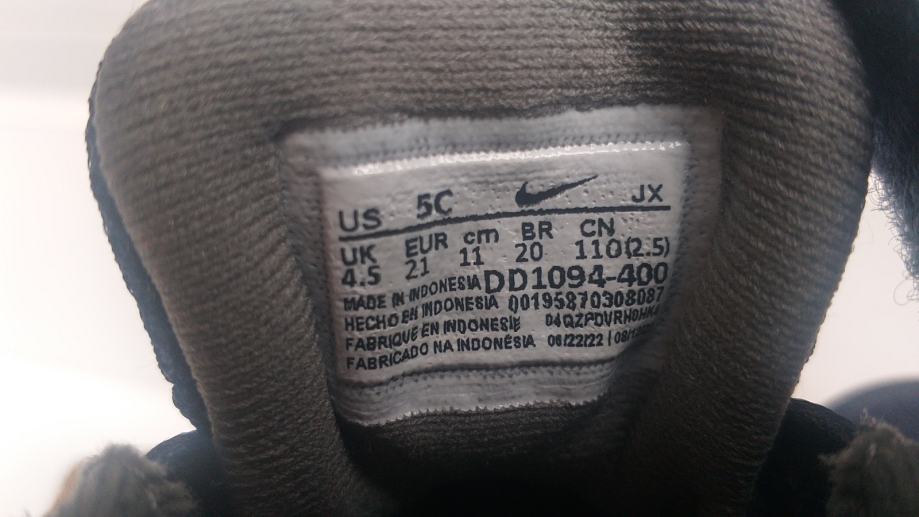 US 5C JX
UK EUR cm BR CN
4.5 21 11 20 110(2.5)
MADE IN INDONESIA DD1094-400
HECHO EN INDONESIA 00195870308087
FABRIQUE EN INDONESIE
FABRICADO NA INDONÉSIA 06/22/22